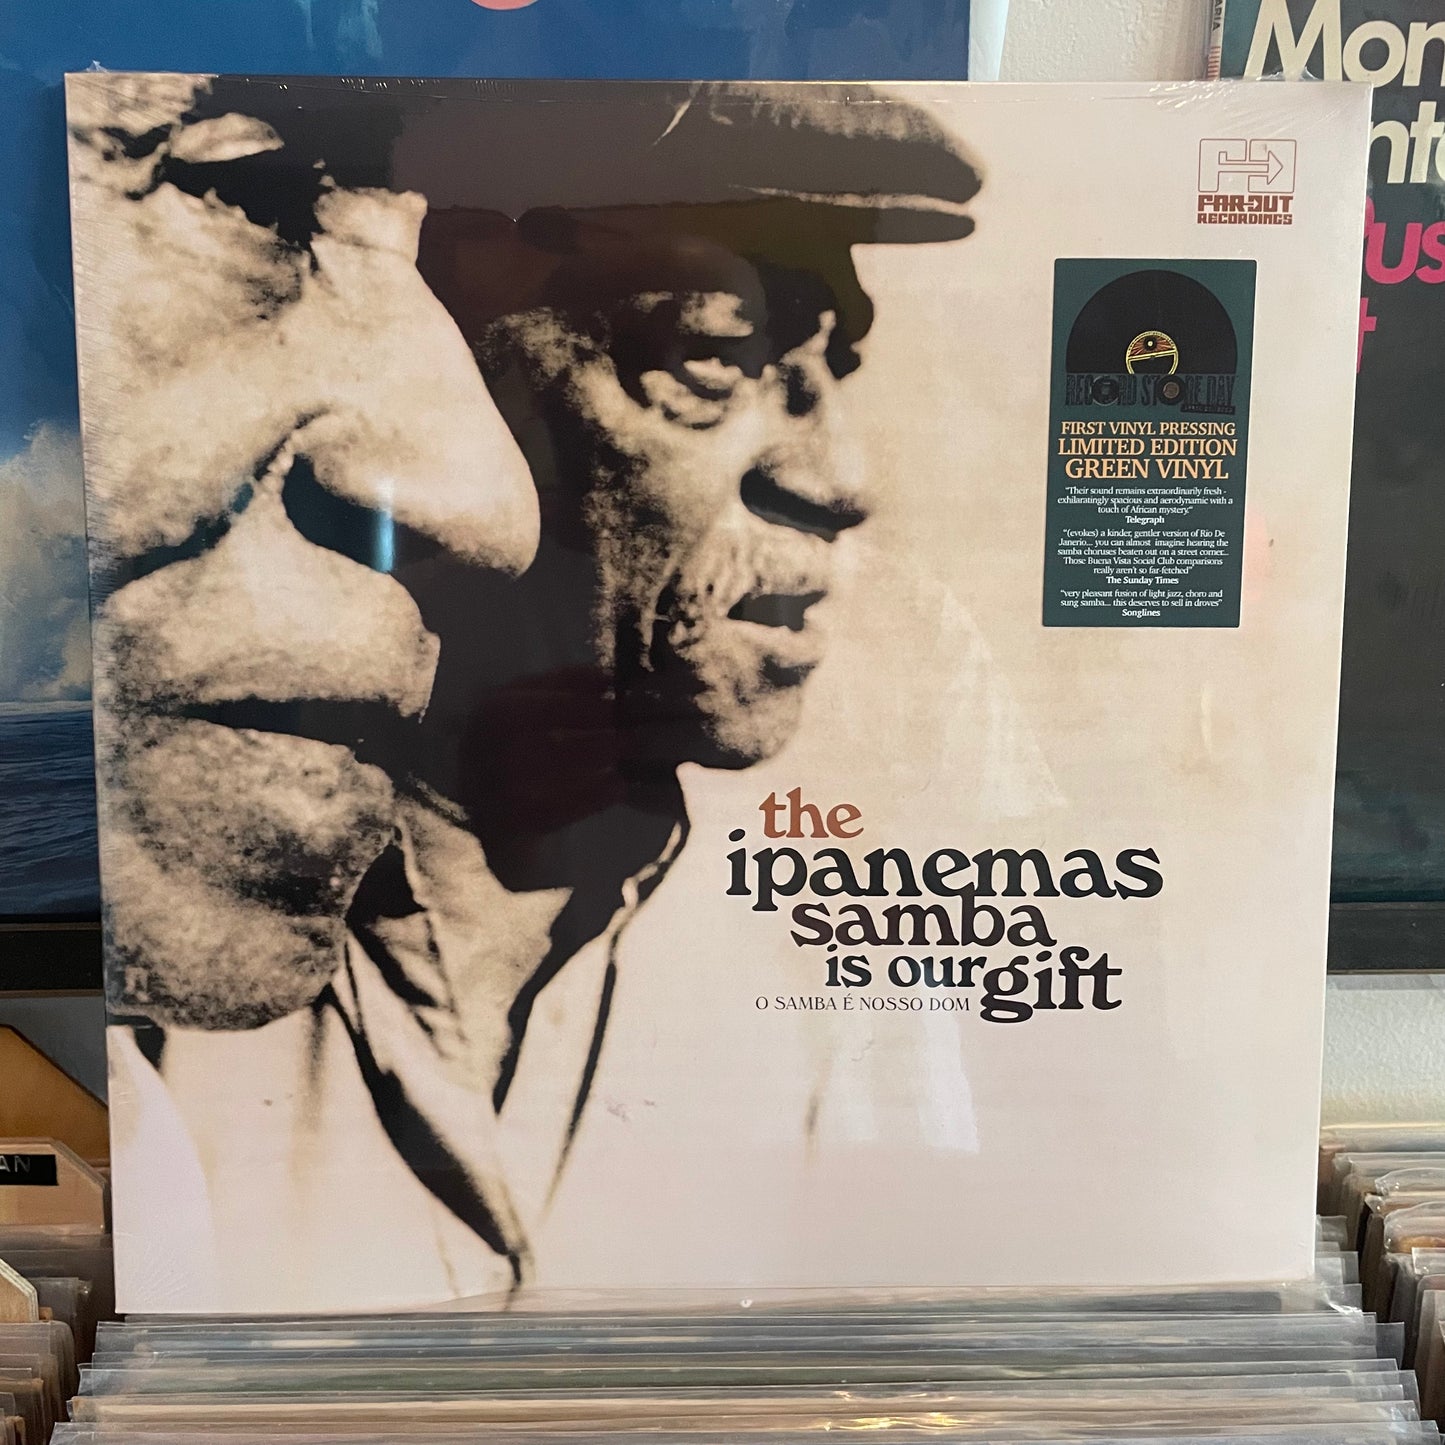 Mon
nt
us
t
FAR-OUT
RECORDINGS
RECORD STORE DAY
FIRST VINYL PRESSING
LIMITED EDITION
GREEN VINYL
"Their sound remains extraordinarily fresh -
exhilaratingly spacious and aerodynamic with a
touch of African mystery."
Telegraph
"(evokes) a kinder, gentler version of Rio De
Janerio... you can almost imagine hearing the
samba choruses beaten out on a street corner...
Those Buena Vista Social Club comparisons
really aren't so far-fetched"
The Sunday Times
"very pleasant fusion of light jazz, choro and
sung samba... this deserves to sell in droves"
Songlines
the
ipanemas
samba
is our gift
O SAMBA É NOSSO DOM
AN